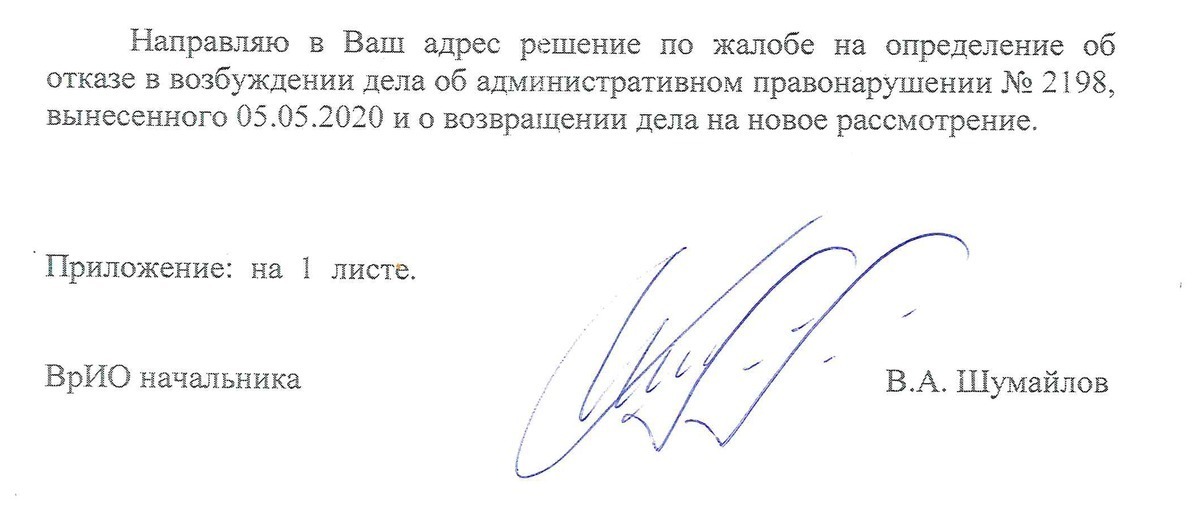 Направляю в Ваш адрес решение по жалобе на определение об
отказе в возбуждении дела об административном правонарушении № 2198,
вынесенного 05.05.2020 и о возвращении дела на новое рассмотрение.
Приложение: на 1 листе.
ВрИО начальника
В.А. Шумайлов